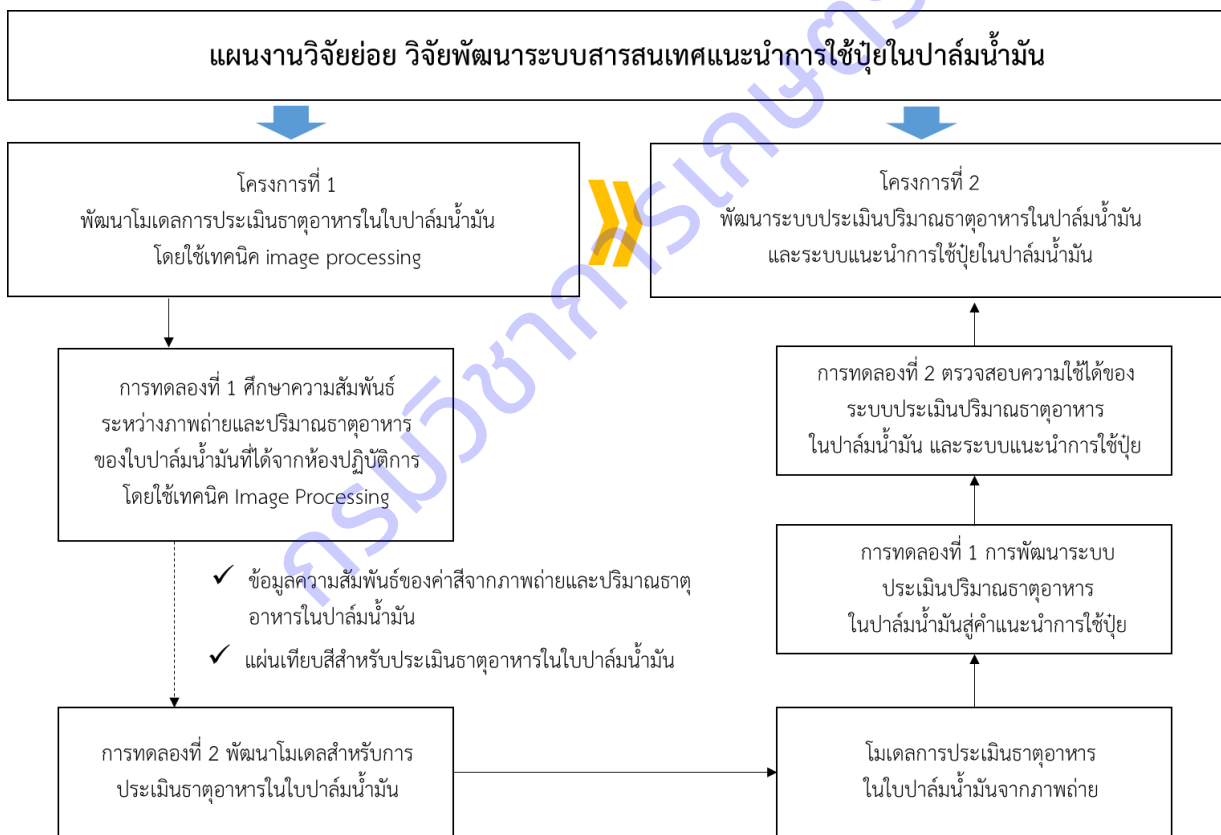 แผนงานวิจัยย่อย วิจัยพัฒนาระบบสารสนเทศแนะนำการใช้ปุ๋ยในปาล์มน้ำมัน
โครงการที่ 1
พัฒนาโมเดลการประเมินธาตุอาหารในใบปาล์มน้ำมัน
โดยใช้เทคนิค image processing
โครงการที่ 2
พัฒนาระบบประเมินปริมาณธาตุอาหารในปาล์มน้ำมัน
และระบบแนะนำการใช้ปุ๋ยในปาล์มน้ำมัน
การทดลองที่ 1 ศึกษาความสัมพันธ์
ระหว่างภาพถ่ายและปริมาณธาตุอาหาร
ของใบปาล์มน้ำมันที่ได้จากห้องปฏิบัติการ
โดยใช้เทคนิค Image Processing
การทดลองที่ 2 ตรวจสอบความใช้ได้ของ
ระบบประเมินปริมาณธาตุอาหาร
ในปาล์มน้ำมัน และระบบแนะนำการใช้ปุ๋ย
การทดลองที่ 1 การพัฒนาระบบ
ประเมินปริมาณธาตุอาหาร
ในปาล์มน้ำมันสู่คำแนะนำการใช้ปุ๋ย
✓ ข้อมูลความสัมพันธ์ของค่าสีจากภาพถ่ายและปริมาณธาตุ
อาหารในปาล์มน้ำมัน
✓ แผ่นเทียบสีสำหรับประเมินธาตุอาหารในใบปาล์มน้ำมัน
การทดลองที่ 2 พัฒนาโมเดลสำหรับการ
ประเมินธาตุอาหารในใบปาล์มน้ำมัน
โมเดลการประเมินธาตุอาหาร
ในใบปาล์มน้ำมันจากภาพถ่าย
กรมวิชาการเกษตร